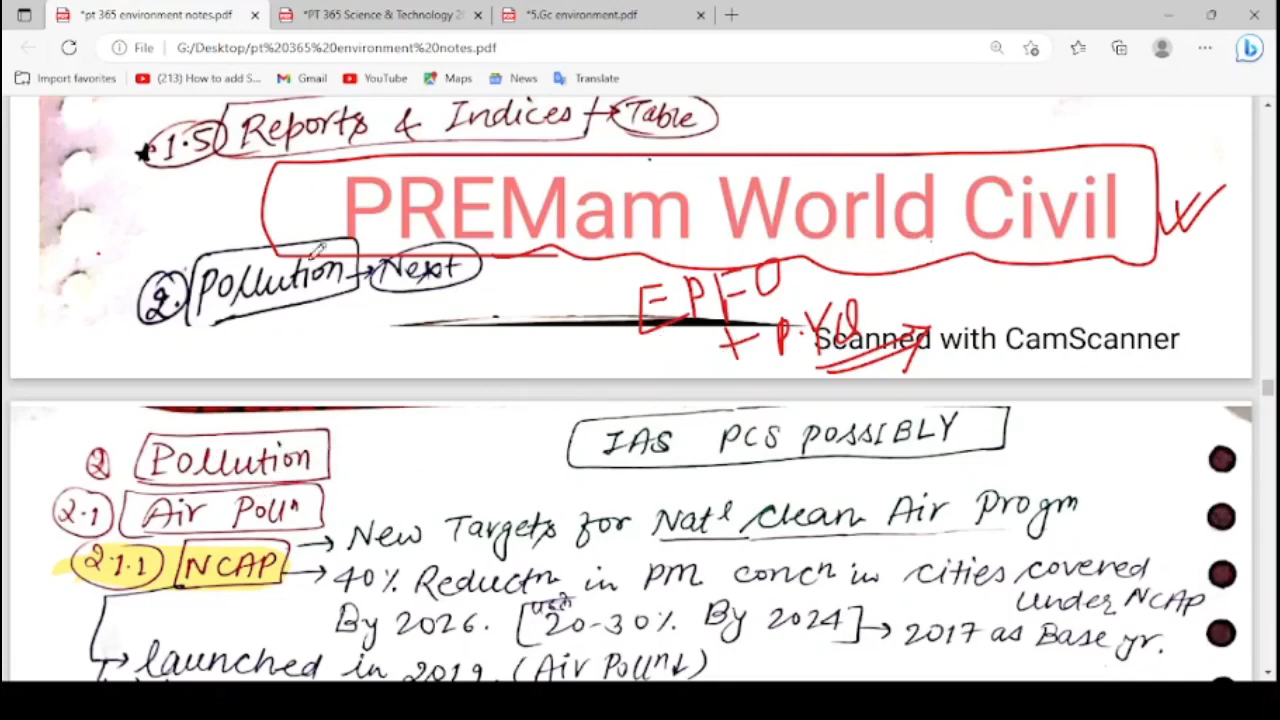 *pt 365 environment notes.pdf
*PT 365 Science & Technology 2
*5.Gc environment.pdf
File G:/Desktop/pt%20365%20environment%20notes.pdf
Import favorites (213) How to add S... Gmail YouTube Maps News Translate
1.5 Reports & Indices → Table
PREMam World Civil
2. Pollution → Next
EPFO
+ P.YQ
Scanned with CamScanner
IAS PCS POSSIBLY
2 Pollution
2.1 Air Pollⁿ
→ New Targets for Natˡ Clean Air Progm
2.1.1 NCAP → 40% Reductn in PM conchn in cities covered under NCAP
By 2026. [20-30% By 2024] → 2017 as Base yr.
→ launched in 2019 (Air Pollⁿ↓)